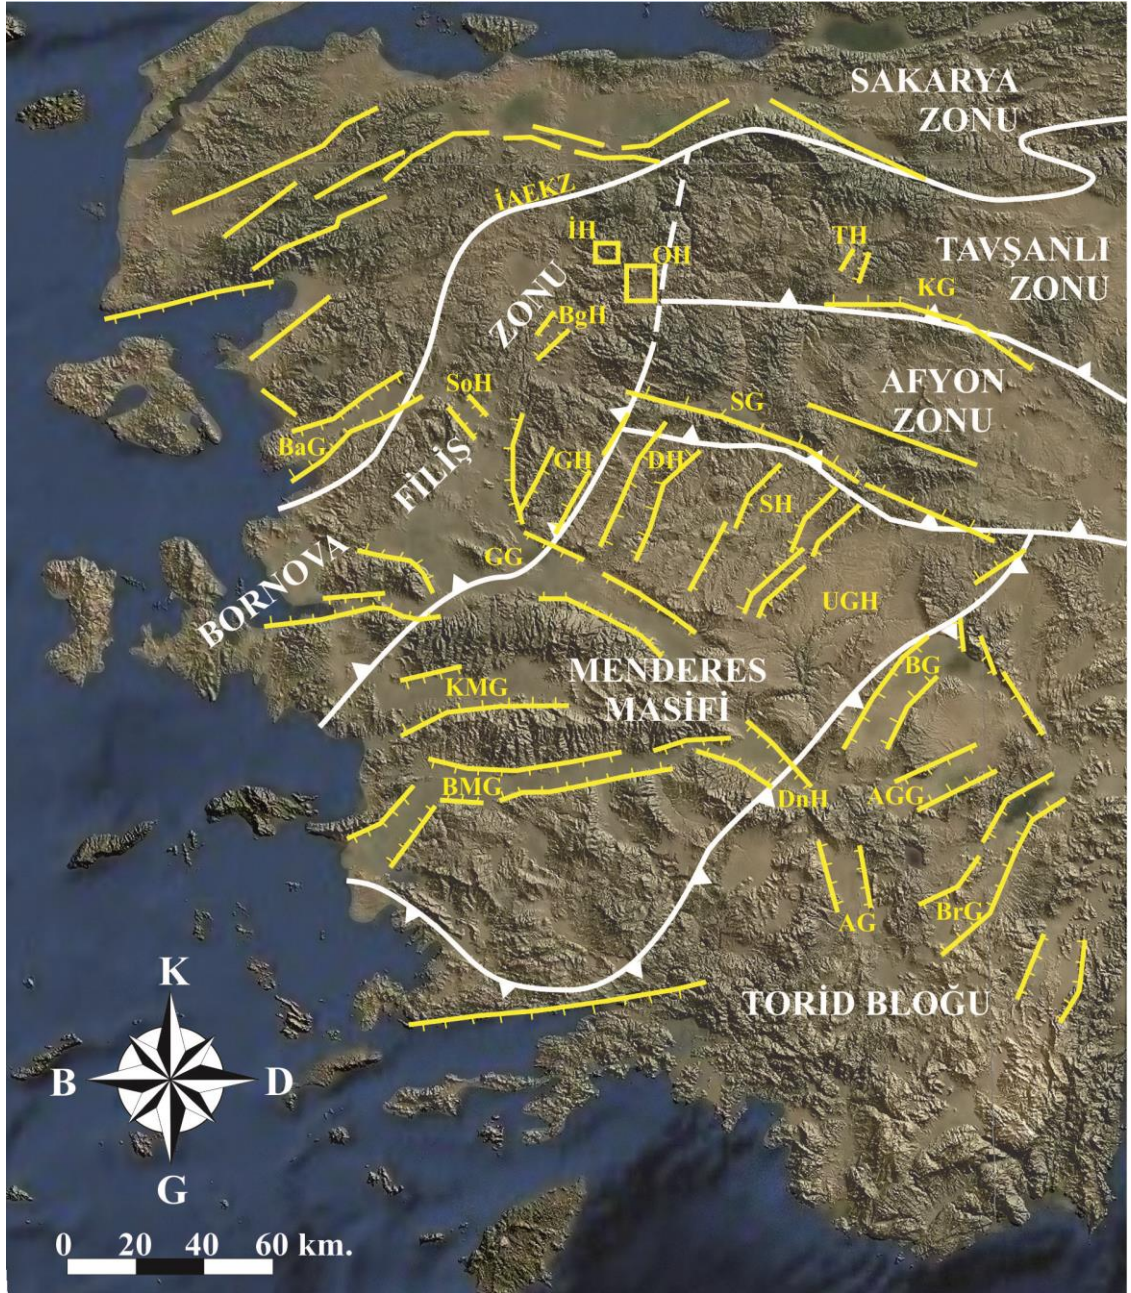 SAKARYA
ZONU
İAEKZ
İH
OH
TH
TAVŞANLI
ZONU
KG
ZONU
BgH
AFYON
ZONU
SoH
SG
BaG
FİLİŞ
GH
DH
SH
GG
BORNOVA
UGH
MENDERES
MASİFİ
BG
KMG
BMG
DnH
AGG
AG
BrG
TORİD BLOĞU
K
B
D
G
0 20 40 60 km.